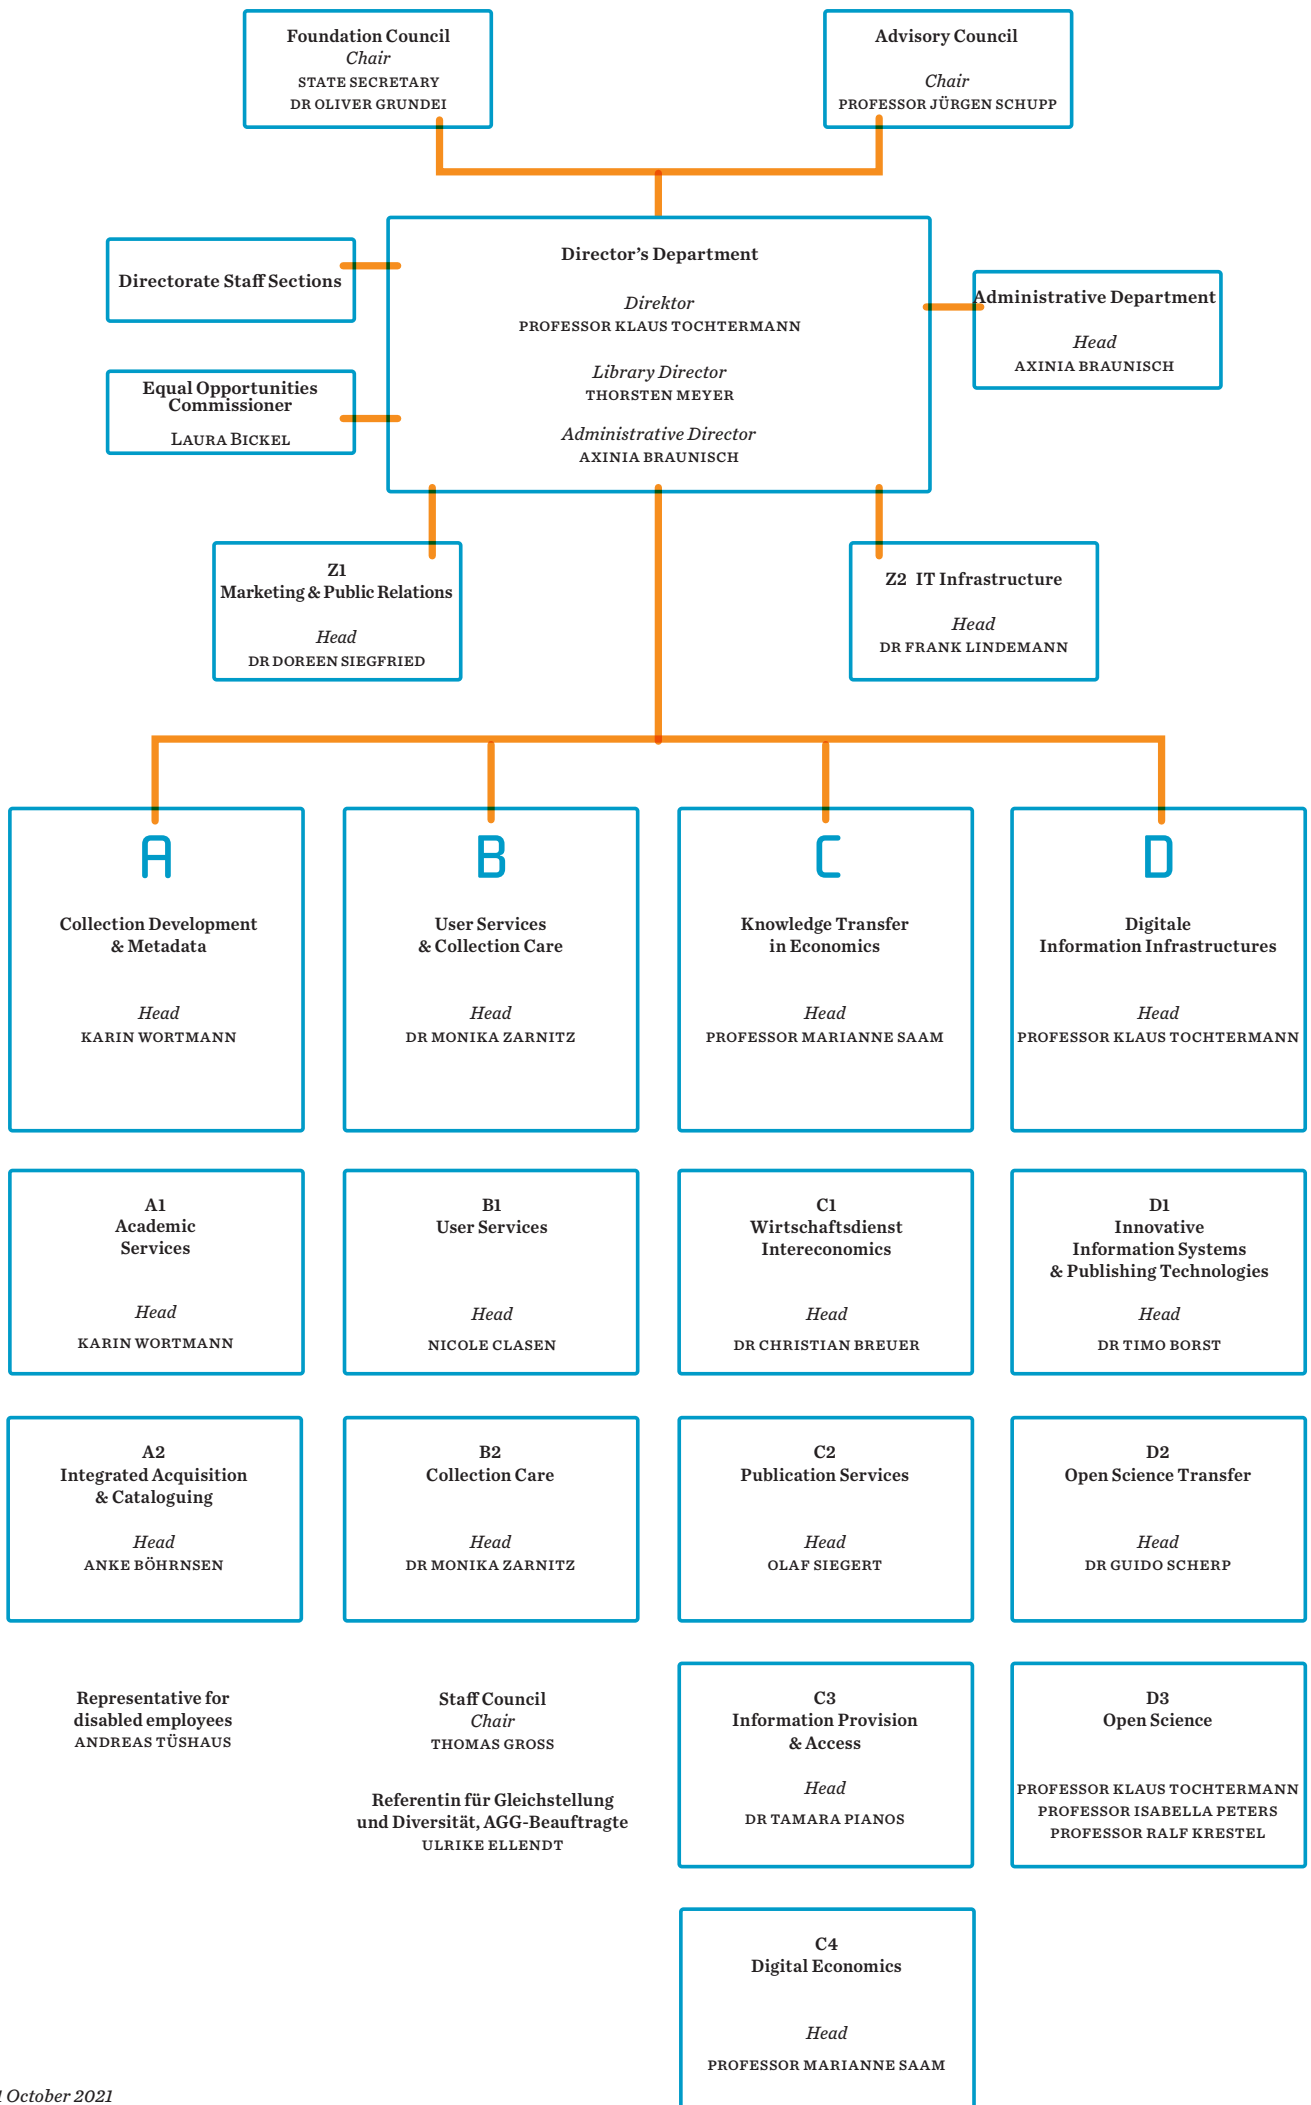 Foundation Council
Chair
STATE SECRETARY
DR OLIVER GRUNDEI
Advisory Council
Chair
PROFESSOR JÜRGEN SCHUPP
Directorate Staff Sections
Equal Opportunities
Commissioner
LAURA BICKEL
Director’s Department
Direktor
PROFESSOR KLAUS TOCHTERMANN
Library Director
THORSTEN MEYER
Administrative Director
AXINIA BRAUNISCH
Administrative Department
Head
AXINIA BRAUNISCH
Z1
Marketing & Public Relations
Head
DR DOREEN SIEGFRIED
Z2 IT Infrastructure
Head
DR FRANK LINDEMANN
A
Collection Development
& Metadata
Head
KARIN WORTMANN
B
User Services
& Collection Care
Head
DR MONIKA ZARNITZ
C
Knowledge Transfer
in Economics
Head
PROFESSOR MARIANNE SAAM
D
Digitale
Information Infrastructures
Head
PROFESSOR KLAUS TOCHTERMANN
A1
Academic
Services
Head
KARIN WORTMANN
B1
User Services
Head
NICOLE CLASEN
C1
Wirtschaftsdienst
Intereconomics
Head
DR CHRISTIAN BREUER
D1
Innovative
Information Systems
& Publishing Technologies
Head
DR TIMO BORST
A2
Integrated Acquisition
& Cataloguing
Head
ANKE BÖHRNSEN
B2
Collection Care
Head
DR MONIKA ZARNITZ
C2
Publication Services
Head
OLAF SIEGERT
D2
Open Science Transfer
Head
DR GUIDO SCHERP
Representative for
disabled employees
ANDREAS TÜSHAUS
Staff Council
Chair
THOMAS GROSS
Referentin für Gleichstellung
und Diversität, AGG-Beauftragte
ULRIKE ELLENDT
C3
Information Provision
& Access
Head
DR TAMARA PIANOS
D3
Open Science
PROFESSOR KLAUS TOCHTERMANN
PROFESSOR ISABELLA PETERS
PROFESSOR RALF KRESTEL
C4
Digital Economics
Head
PROFESSOR MARIANNE SAAM
October 2021